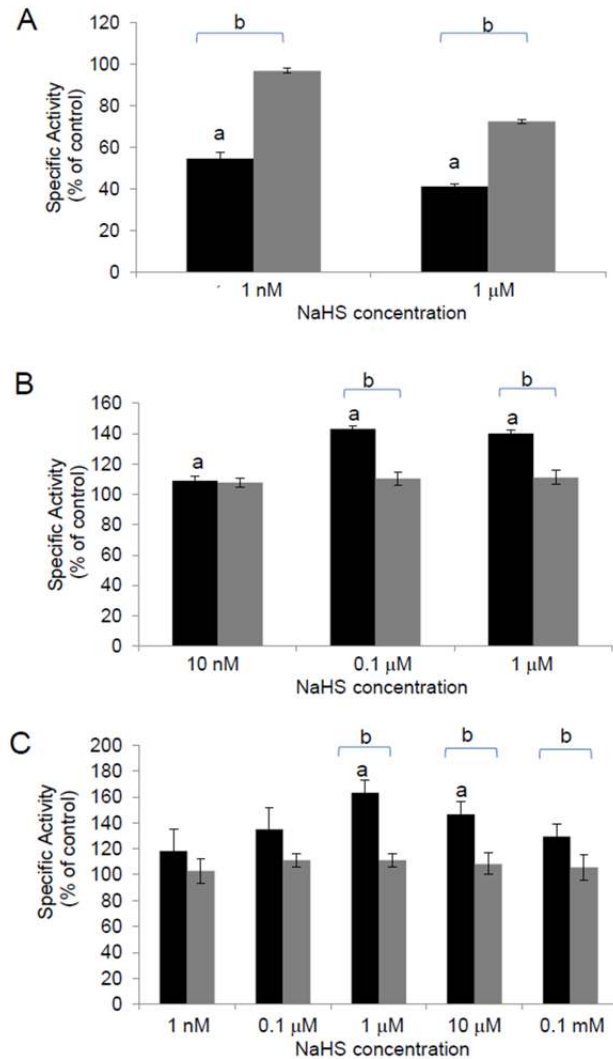 A
Specific Activity
(% of control)
120
100
80
60
40
20
0
b
b
a
a
1 nM
1 μM
NaHS concentration
B
Specific Activity
(% of control)
160
140
120
100
80
60
40
20
0
b
b
a
a
a
10 nM
0.1 μM
1 μM
NaHS concentration
C
Specific Activity
(% of control)
200
180
160
140
120
100
80
60
40
20
0
b
b
b
a
a
1 nM
0.1 μM
1 μM
10 μM
0.1 mM
NaHS concentration